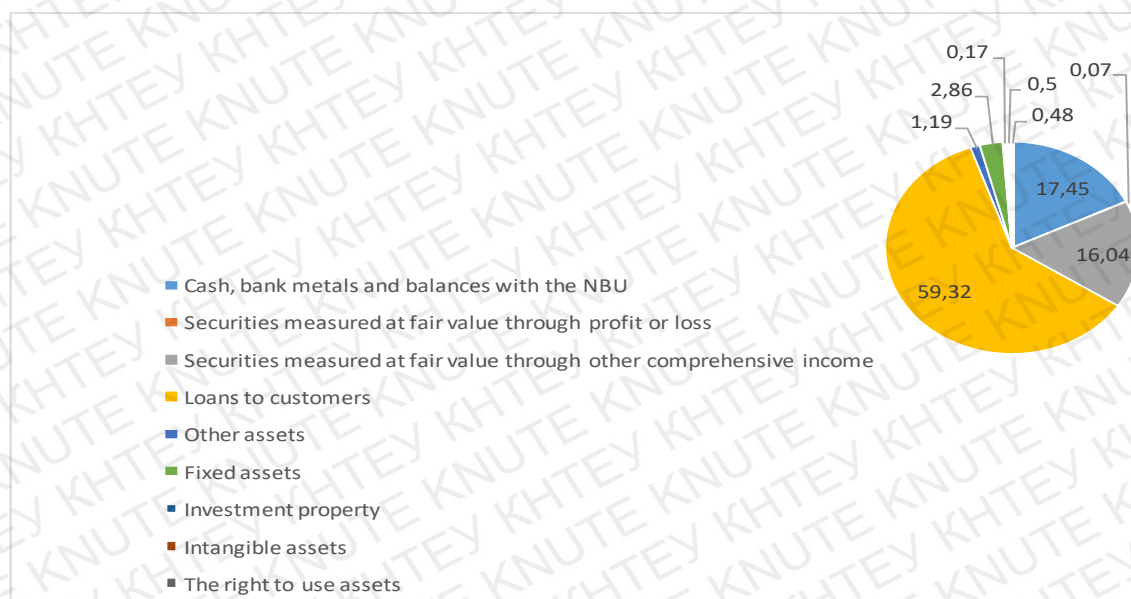 0,17
0,07
2,86
0,5
1,19
0,48
17,45
16,04
59,32
Cash, bank metals and balances with the NBU
Securities measured at fair value through profit or loss
Securities measured at fair value through other comprehensive income
Loans to customers
Other assets
Fixed assets
Investment property
Intangible assets
The right to use assets
KNUTE КНТЕУ